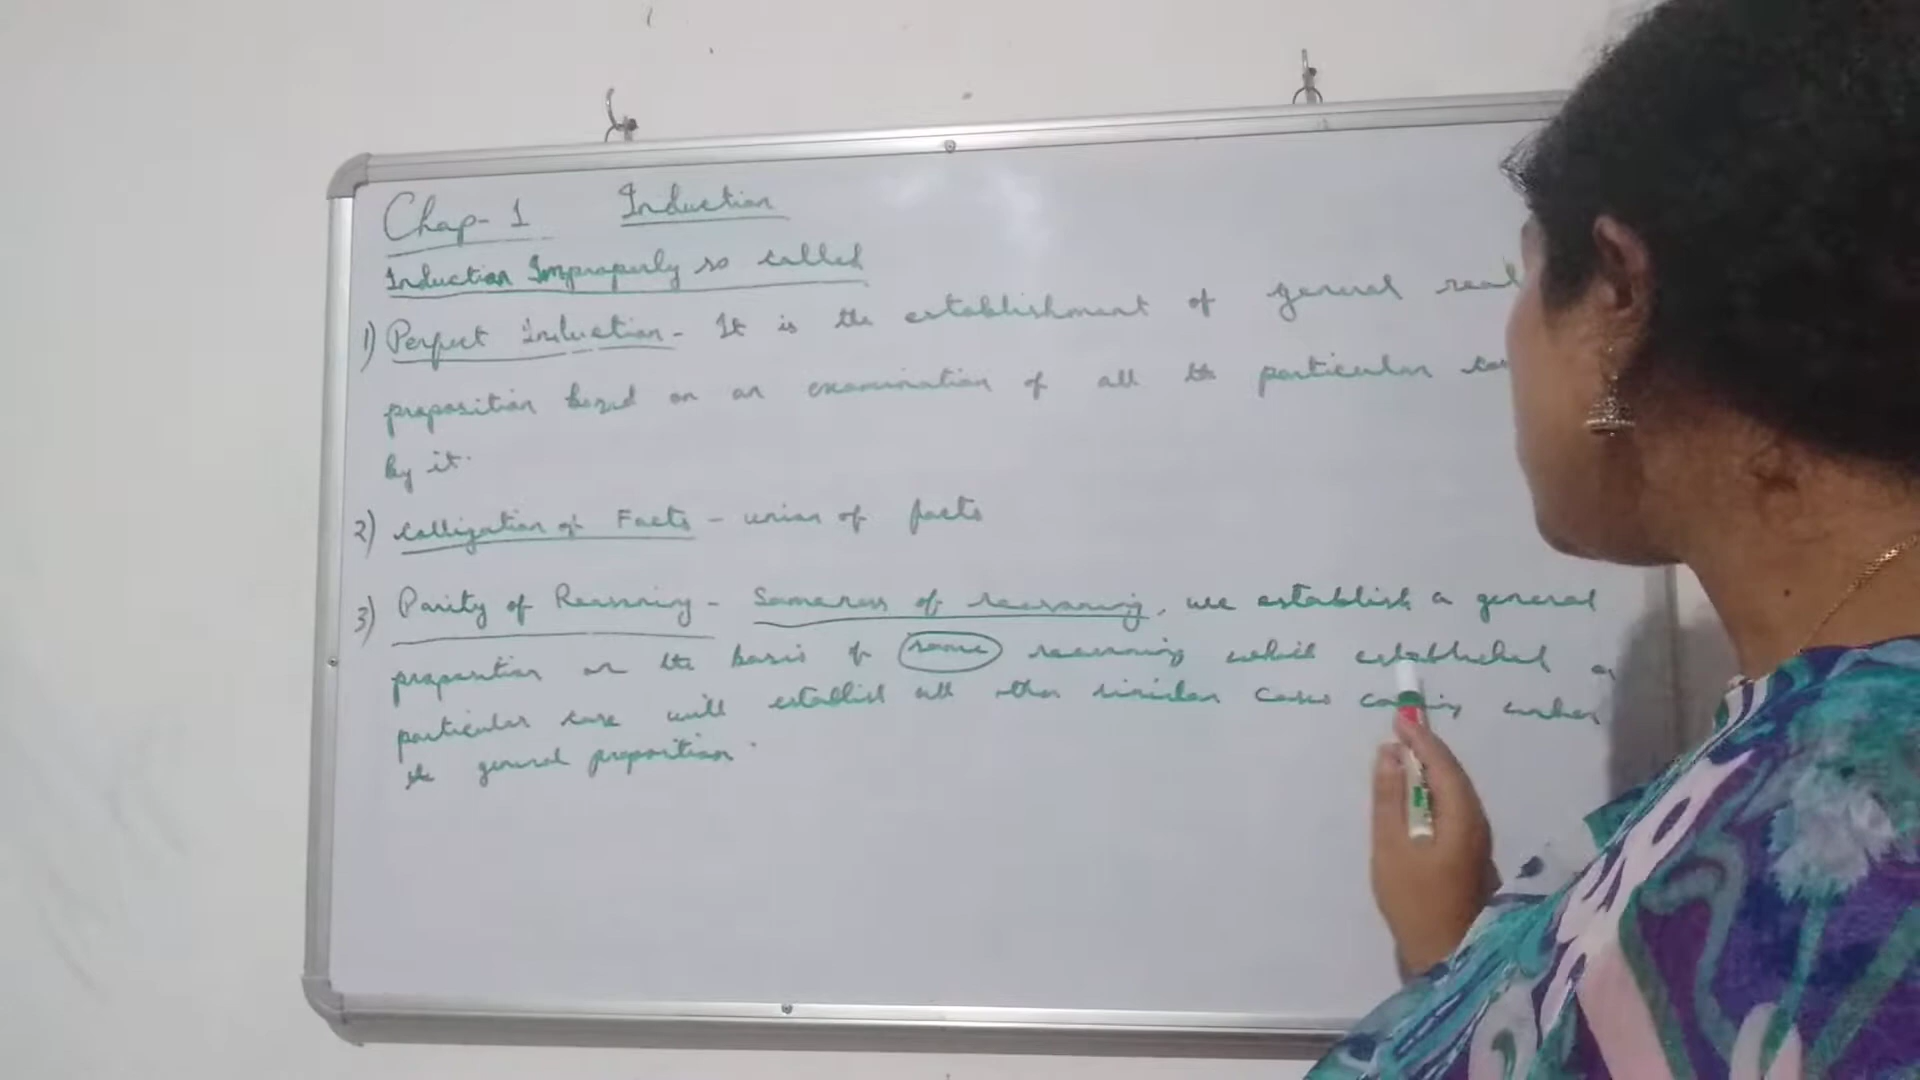 Chap- 1 Induction
Induction Improperly so called
1) Perfect Induction - It is the establishment of general real
proposition based on an examination of all the particular
by it.
2) Colligation of Facts - union of facts
3) Parity of Reasoning - Sameness of reasoning, we establish a general
proposition on the basis of same reasoning which established a
particular case will establish all other similar cases coming under
the general proposition.